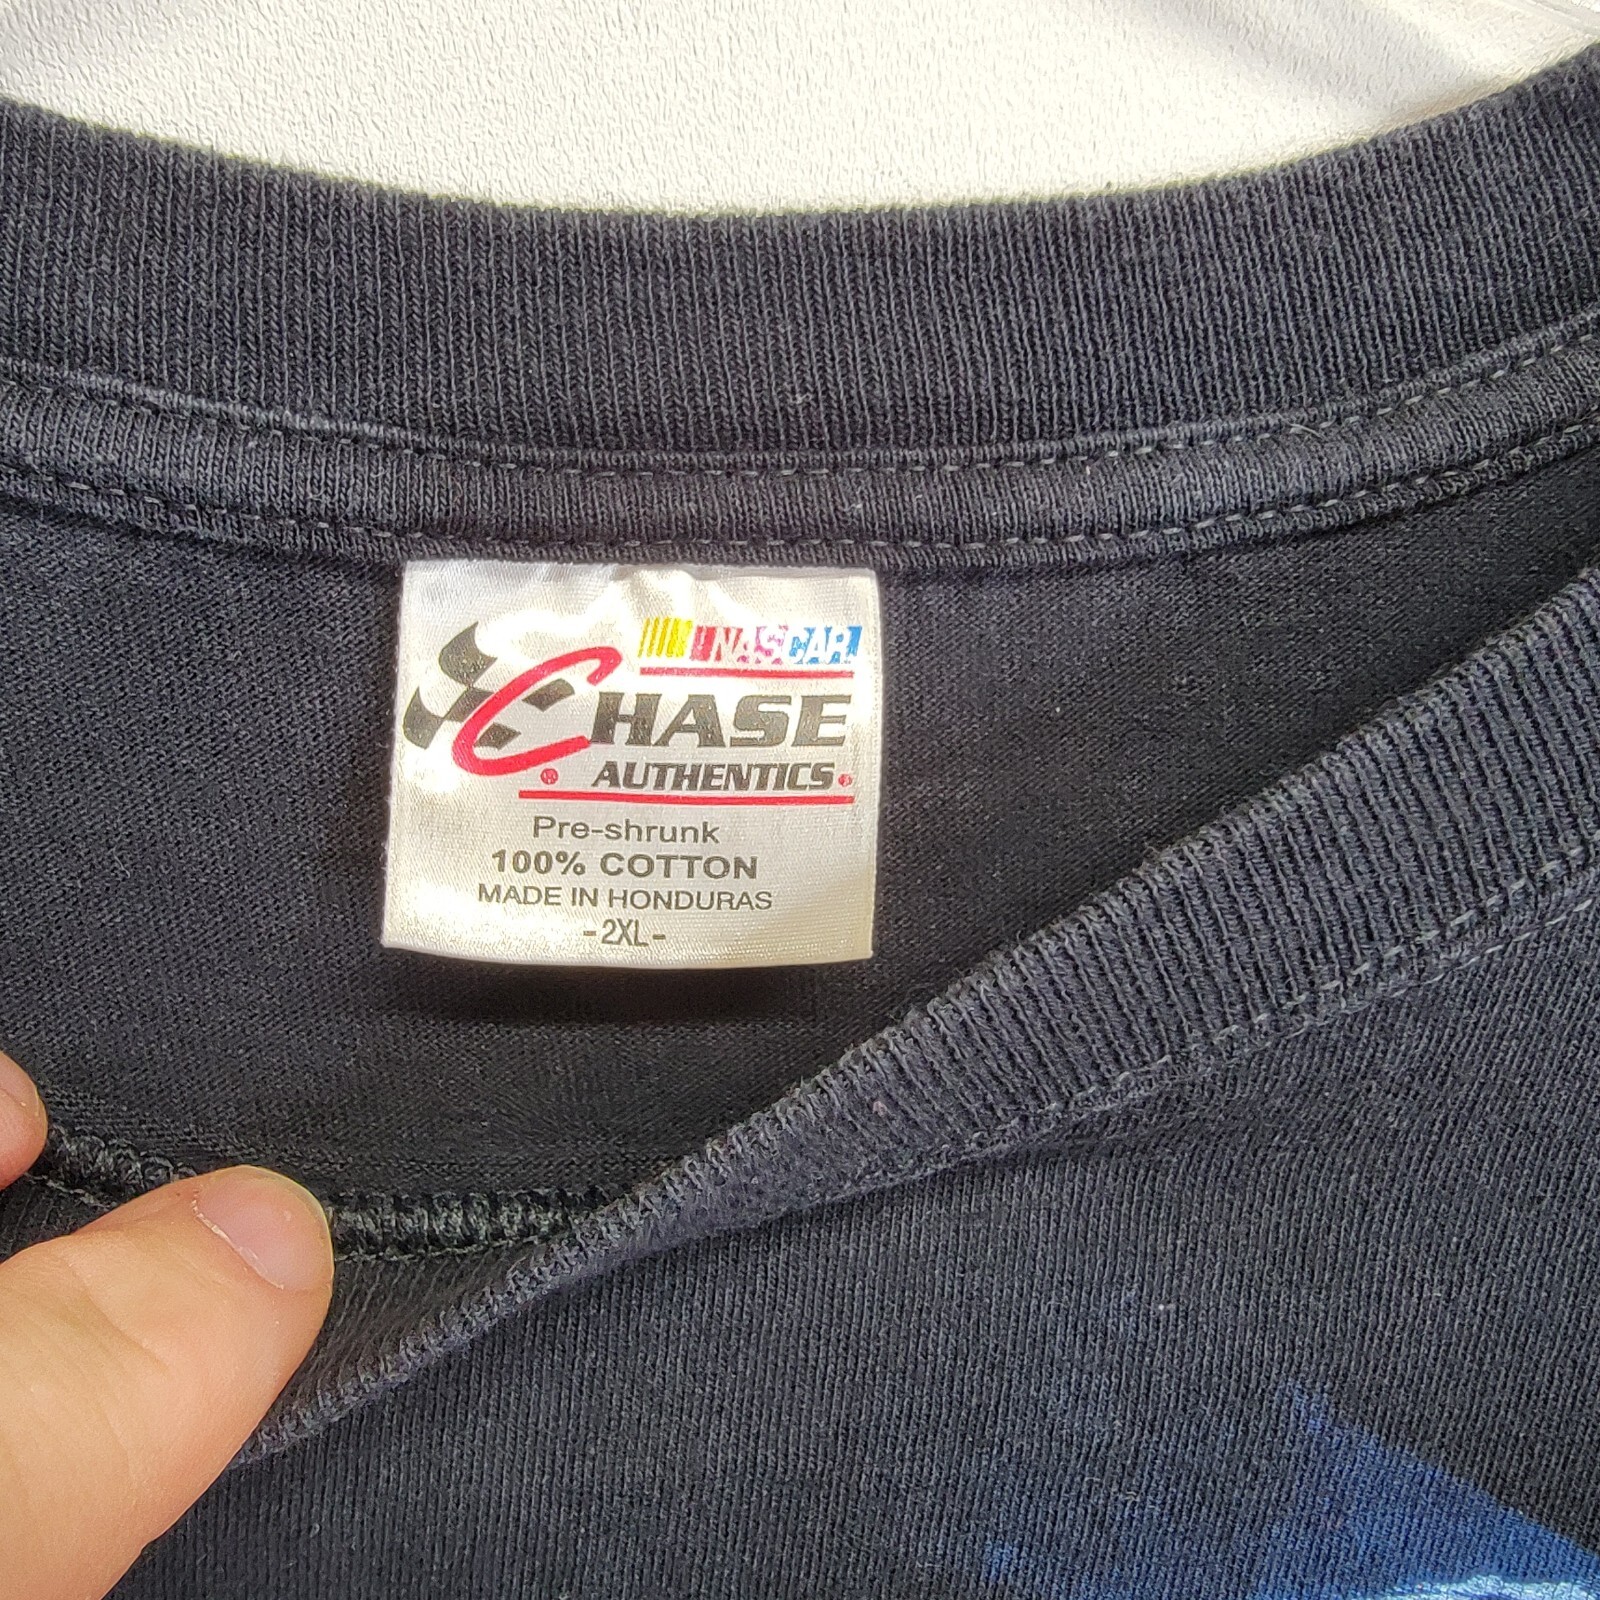 NASCAR
CHASE
® AUTHENTICS®
Pre-shrunk
100% COTTON
MADE IN HONDURAS
-2XL-